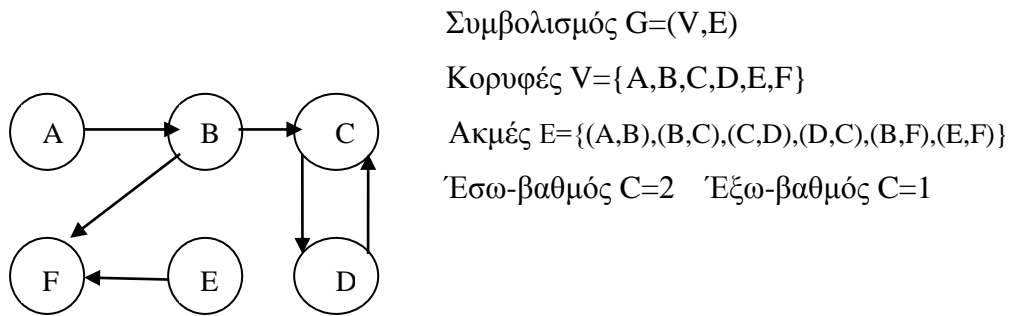 Συμβολισμός G=(V,E)
Κορυφές V={A,B,C,D,E,F}
Ακμές E={(A,B),(B,C),(C,D),(D,C),(B,F),(E,F)}
Έσω-βαθμός C=2 Έξω-βαθμός C=1
A B C
F E D